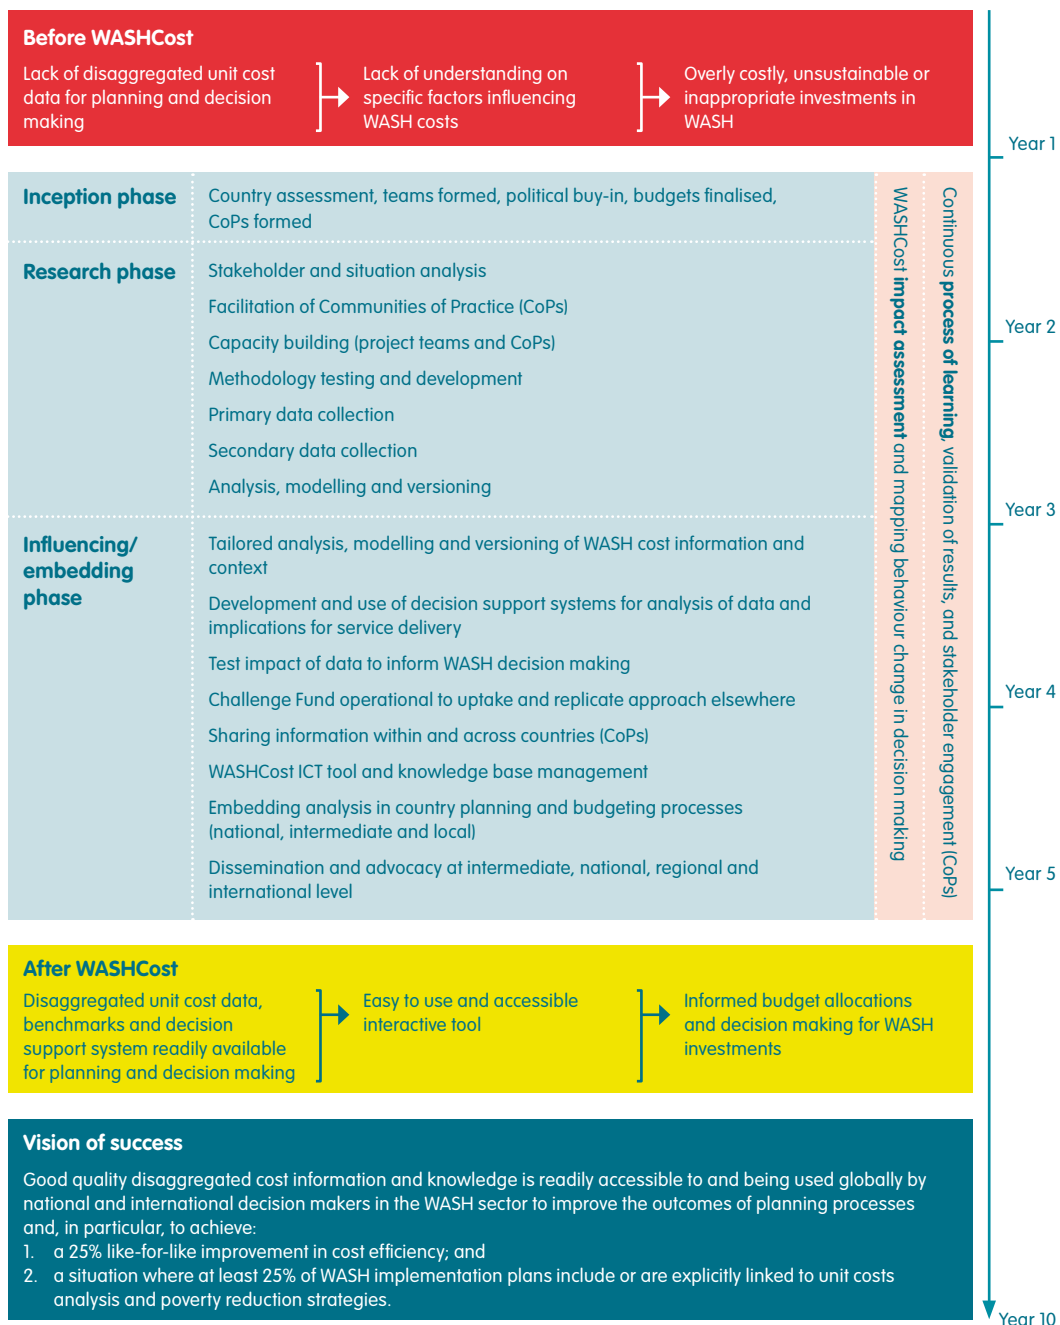 Before WASHCost
Lack of disaggregated unit cost
data for planning and decision
making
Lack of understanding on
specific factors influencing
WASH costs
Overly costly, unsustainable or
inappropriate investments in
WASH
Year 1
Inception phase
Country assessment, teams formed, political buy-in, budgets finalised,
CoPs formed
Research phase
Stakeholder and situation analysis
Facilitation of Communities of Practice (CoPs)
Capacity building (project teams and CoPs)
Methodology testing and development
Primary data collection
Secondary data collection
Analysis, modelling and versioning
Influencing/
embedding
phase
Tailored analysis, modelling and versioning of WASH cost information and
context
Development and use of decision support systems for analysis of data and
implications for service delivery
Test impact of data to inform WASH decision making
Challenge Fund operational to uptake and replicate approach elsewhere
Sharing information within and across countries (CoPs)
WASHCost ICT tool and knowledge base management
Embedding analysis in country planning and budgeting processes
(national, intermediate and local)
Dissemination and advocacy at intermediate, national, regional and
international level
WASHCost impact assessment and mapping behaviour change in decision making
Continuous process of learning, validation of results, and stakeholder engagement (CoPs)
Year 2
Year 3
Year 4
Year 5
After WASHCost
Disaggregated unit cost data,
benchmarks and decision
support system readily available
for planning and decision making
Easy to use and accessible
interactive tool
Informed budget allocations
and decision making for WASH
investments
Vision of success
Good quality disaggregated cost information and knowledge is readily accessible to and being used globally by
national and international decision makers in the WASH sector to improve the outcomes of planning processes
and, in particular, to achieve:
1. a 25% like-for-like improvement in cost efficiency; and
2. a situation where at least 25% of WASH implementation plans include or are explicitly linked to unit costs
analysis and poverty reduction strategies.
Year 10